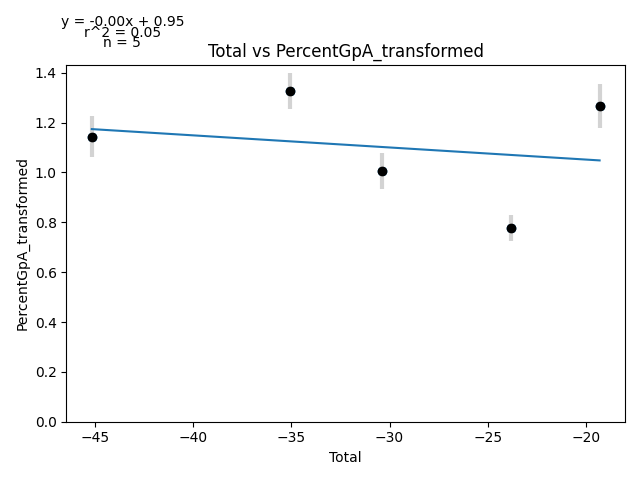 y = -0.00x + 0.95
r^2 = 0.05
n = 5
Total vs PercentGpA_transformed
PercentGpA_transformed
1.4
1.2
1.0
0.8
0.6
0.4
0.2
0.0
−45
−40
−35
−30
−25
−20
Total